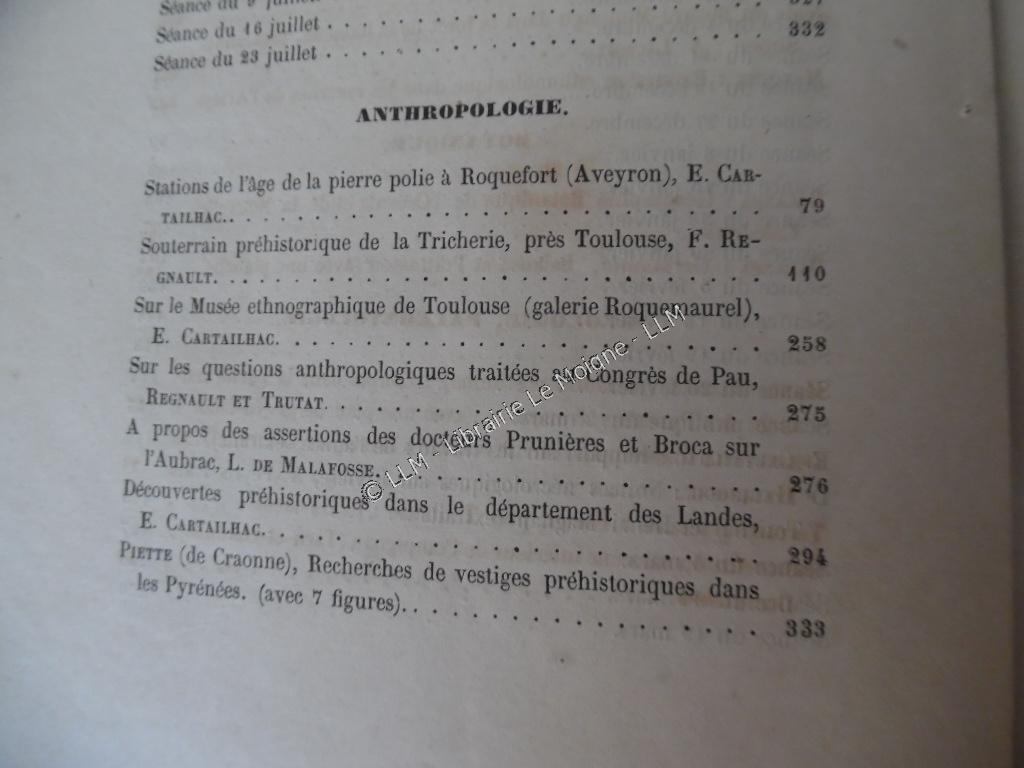 Séance du 9 juillet . . . . . . . . . . . . . . . . . . . . . . 327
Séance du 16 juillet . . . . . . . . . . . . . . . . . . . . . . 332
Séance du 23 juillet . . . . . . . . . . . . . . . . . . . . . .
ANTHROPOLOGIE.
Stations de l'âge de la pierre polie à Roquefort (Aveyron), E. CAR-
TAILHAC. . . . . . . . . . . . . . . . . . . . . . . . . . . 79
Souterrain préhistorique de la Tricherie, près Toulouse, F. RE-
GNAULT. . . . . . . . . . . . . . . . . . . . . . . . . . . 110
Sur le Musée ethnographique de Toulouse (galerie Roquemaurel),
E. CARTAILHAC. . . . . . . . . . . . . . . . . . . . . . . . 258
Sur les questions anthropologiques traitées au Congrès de Pau,
REGNAULT ET TRUTAT. . . . . . . . . . . . . . . . . . . . . 275
A propos des assertions des docteurs Prunières et Broca sur
l'Aubrac, L. DE MALAFOSSE. . . . . . . . . . . . . . . . . . 276
Découvertes préhistoriques dans le département des Landes,
E. CARTAILHAC. . . . . . . . . . . . . . . . . . . . . . . . 294
PIETTE (de Craonne), Recherches de vestiges préhistoriques dans
les Pyrénées. (avec 7 figures). . . . . . . . . . . . . . . . 333
© LLM - Librairie Le Moigne - LLM